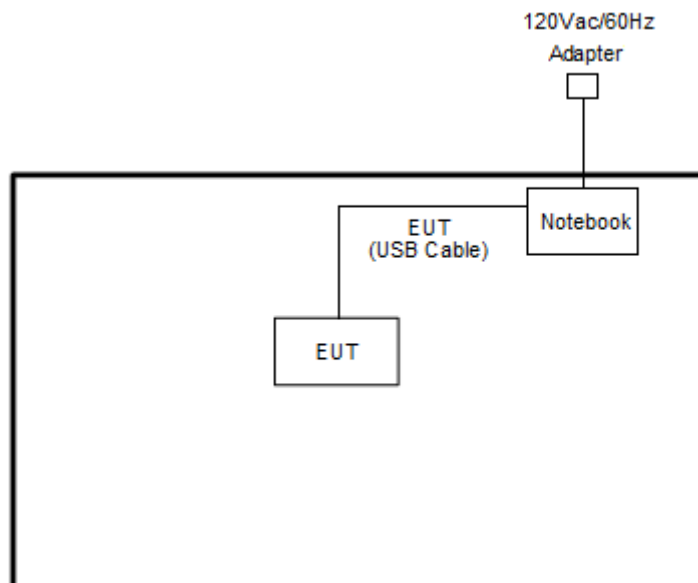 120Vac/60Hz
Adapter
Notebook
EUT
(USB Cable)
EUT